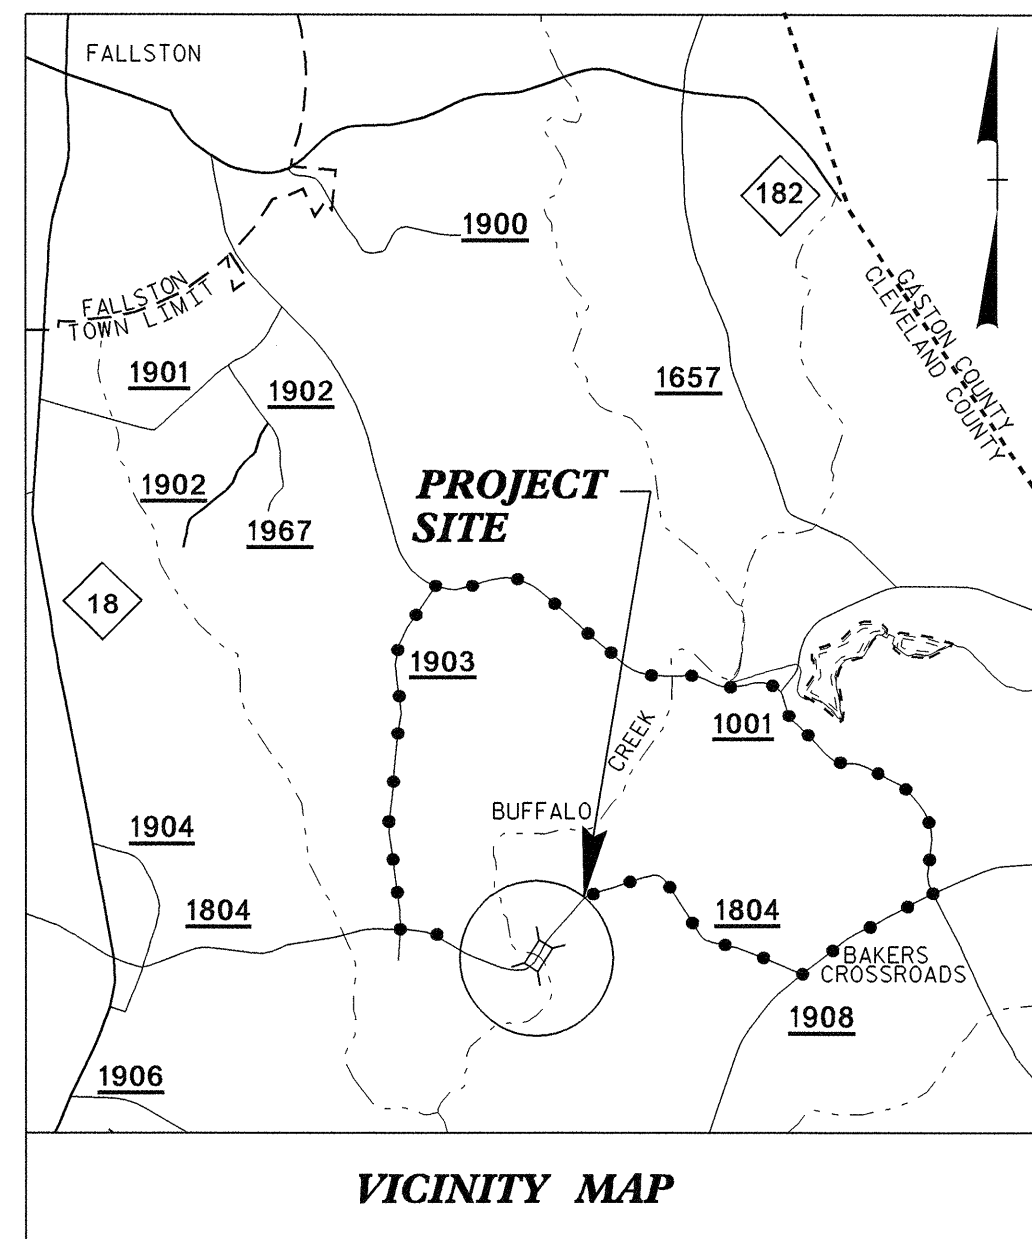 FALLSTON
182
1900
FALLSTON
TOWN LIMIT
GASTON COUNTY
CLEVELAND COUNTY
1901
1902
1657
1902
PROJECT
SITE
1967
18
1903
1001
CREEK
BUFFALO
1904
1804
1804
BAKERS
CROSSROADS
1908
1906
VICINITY MAP